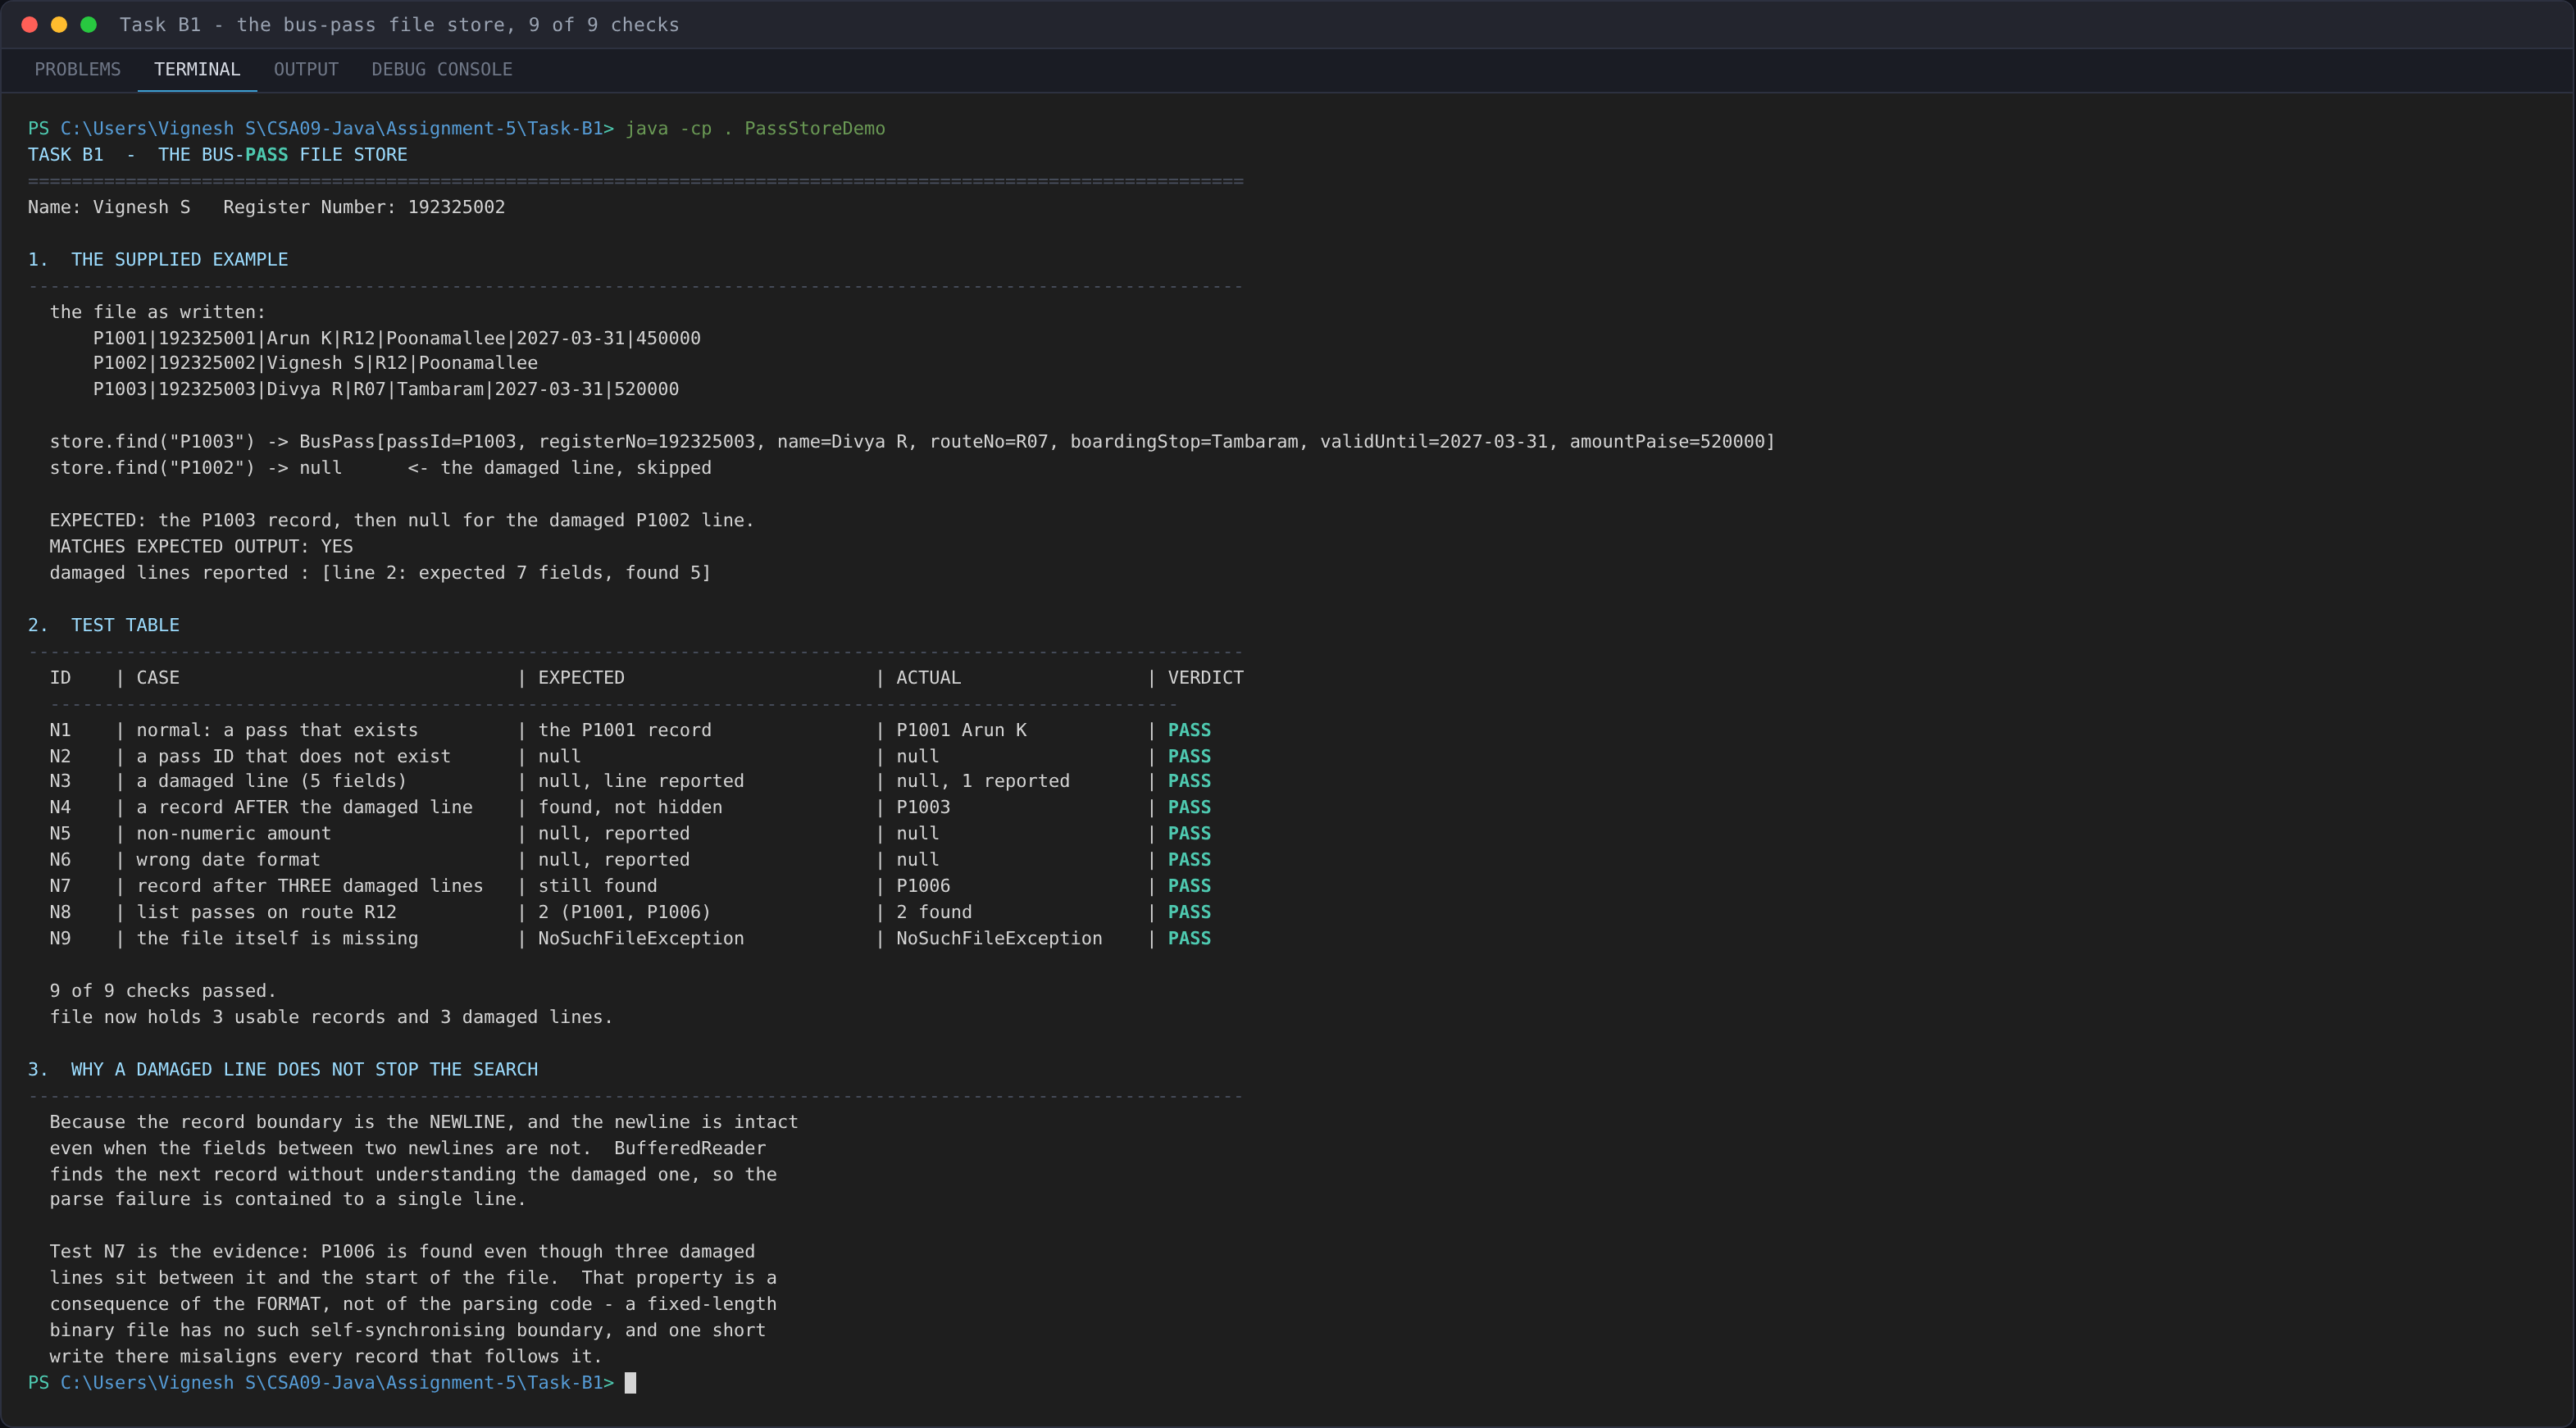 Task B1 - the bus-pass file store, 9 of 9 checks
PROBLEMS TERMINAL OUTPUT DEBUG CONSOLE
PS C:\Users\Vignesh S\CSA09-Java\Assignment-5\Task-B1> java -cp . PassStoreDemo
TASK B1  -  THE BUS-PASS FILE STORE
================================================================================================================
Name: Vignesh S   Register Number: 192325002
1.  THE SUPPLIED EXAMPLE
----------------------------------------------------------------------------------------------------------------
  the file as written:
      P1001|192325001|Arun K|R12|Poonamallee|2027-03-31|450000
      P1002|192325002|Vignesh S|R12|Poonamallee
      P1003|192325003|Divya R|R07|Tambaram|2027-03-31|520000
  store.find("P1003") -> BusPass[passId=P1003, registerNo=192325003, name=Divya R, routeNo=R07, boardingStop=Tambaram, validUntil=2027-03-31, amountPaise=520000]
  store.find("P1002") -> null      <- the damaged line, skipped
  EXPECTED: the P1003 record, then null for the damaged P1002 line.
  MATCHES EXPECTED OUTPUT: YES
  damaged lines reported : [line 2: expected 7 fields, found 5]
2.  TEST TABLE
----------------------------------------------------------------------------------------------------------------
  ID    | CASE                               | EXPECTED                       | ACTUAL                 | VERDICT
  --------------------------------------------------------------------------------------------------------
  N1    | normal: a pass that exists         | the P1001 record               | P1001 Arun K           | PASS
  N2    | a pass ID that does not exist      | null                           | null                   | PASS
  N3    | a damaged line (5 fields)          | null, line reported            | null, 1 reported       | PASS
  N4    | a record AFTER the damaged line    | found, not hidden              | P1003                  | PASS
  N5    | non-numeric amount                 | null, reported                 | null                   | PASS
  N6    | wrong date format                  | null, reported                 | null                   | PASS
  N7    | record after THREE damaged lines   | still found                    | P1006                  | PASS
  N8    | list passes on route R12           | 2 (P1001, P1006)               | 2 found                | PASS
  N9    | the file itself is missing         | NoSuchFileException            | NoSuchFileException    | PASS
  9 of 9 checks passed.
  file now holds 3 usable records and 3 damaged lines.
3.  WHY A DAMAGED LINE DOES NOT STOP THE SEARCH
----------------------------------------------------------------------------------------------------------------
  Because the record boundary is the NEWLINE, and the newline is intact
  even when the fields between two newlines are not.  BufferedReader
  finds the next record without understanding the damaged one, so the
  parse failure is contained to a single line.
  Test N7 is the evidence: P1006 is found even though three damaged
  lines sit between it and the start of the file.  That property is a
  consequence of the FORMAT, not of the parsing code - a fixed-length
  binary file has no such self-synchronising boundary, and one short
  write there misaligns every record that follows it.
PS C:\Users\Vignesh S\CSA09-Java\Assignment-5\Task-B1>